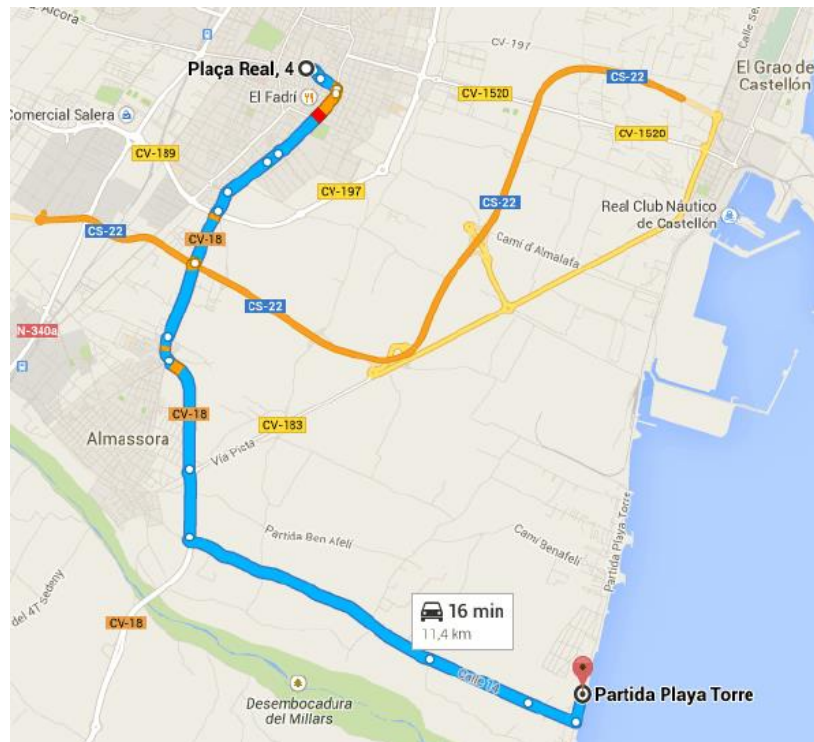 Alcora
CV-197
Calle Se
Plaça Real, 4
El Grao de
Castellón
El Fadrí
CV-1520
CS-22
Comercial Salera
CV-1520
CV-189
CV-197
CS-22
Real Club Náutico
de Castellón
CS-22
CV-18
Camí d'Almalafa
CS-22
N-340a
CV-18
CV-183
Almassora
Vía Picta
Partida Ben Afelí
Camí Benafelí
Partida Playa Torre
del 4T sedeny
16 min
11,4 km
CV-18
Desembocadura
del Millars
Partida Playa Torre